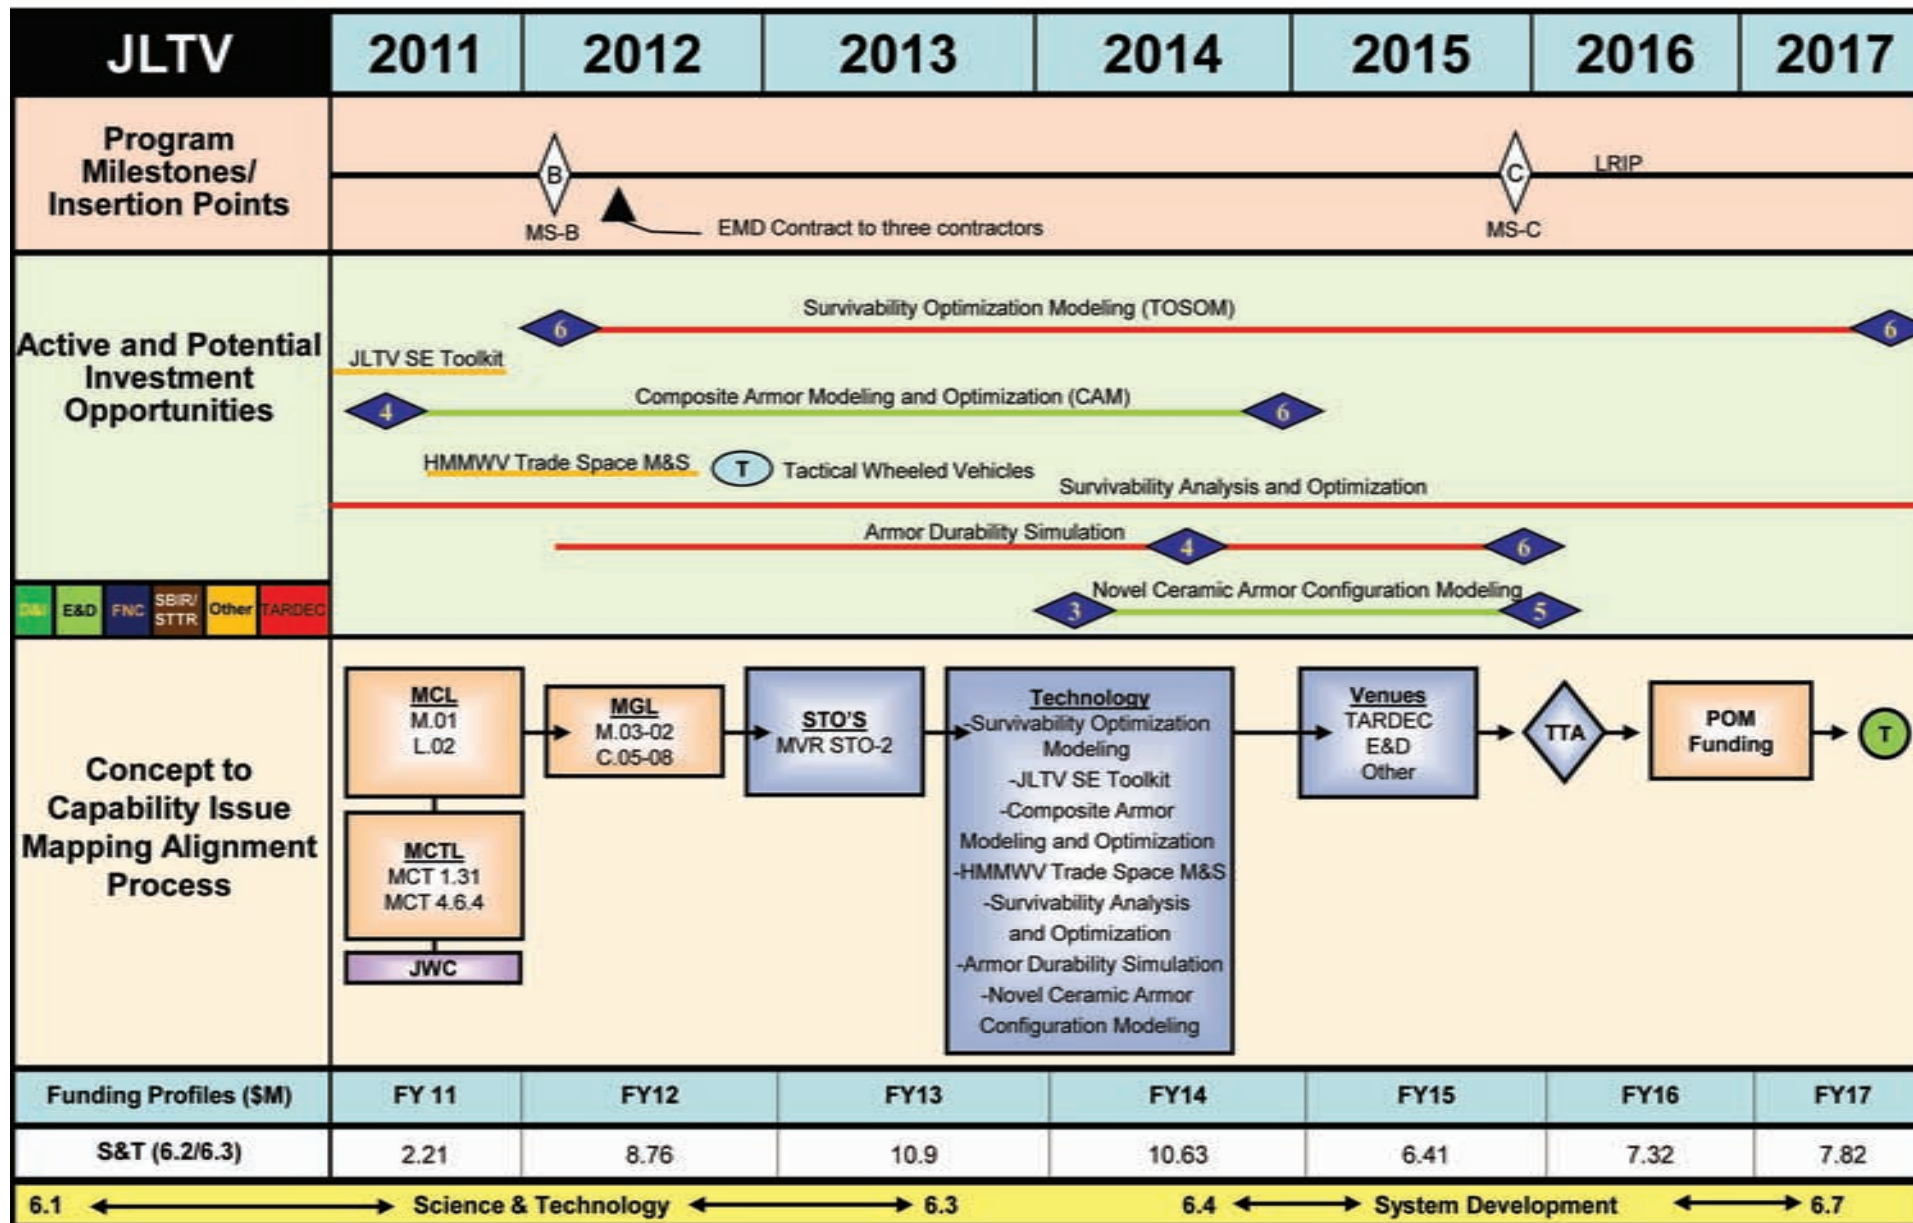 JLTV 2011 2012 2013 2014 2015 2016 2017
Program
Milestones/
Insertion Points
B
MS-B
EMD Contract to three contractors
C
MS-C
LRIP
Active and Potential
Investment
Opportunities
Survivability Optimization Modeling (TOSOM)
6 6
JLTV SE Toolkit
Composite Armor Modeling and Optimization (CAM)
4 6
HMMWV Trade Space M&S
T Tactical Wheeled Vehicles
Survivability Analysis and Optimization
Armor Durability Simulation
4 6
Novel Ceramic Armor Configuration Modeling
3 5
D&I E&D FNC SBIR/ Other TARDEC
STTR
Concept to
Capability Issue
Mapping Alignment
Process
MCL
M.01
L.02
MCTL
MCT 1.31
MCT 4.6.4
JWC
MGL
M.03-02
C.05-08
STO'S
MVR STO-2
Technology
-Survivability Optimization
Modeling
-JLTV SE Toolkit
-Composite Armor
Modeling and Optimization
-HMMWV Trade Space M&S
-Survivability Analysis
and Optimization
-Armor Durability Simulation
-Novel Ceramic Armor
Configuration Modeling
Venues
TARDEC
E&D
Other
TTA
POM
Funding
T
Funding Profiles ($M) FY 11 FY12 FY13 FY14 FY15 FY16 FY17
S&T (6.2/6.3) 2.21 8.76 10.9 10.63 6.41 7.32 7.82
6.1 Science & Technology 6.3 6.4 System Development 6.7